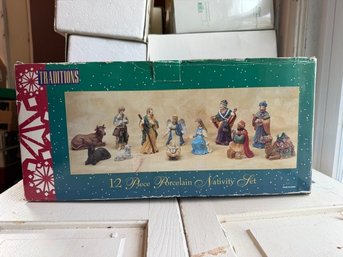 TRADITIONS
12 Piece Porcelain Nativity Set